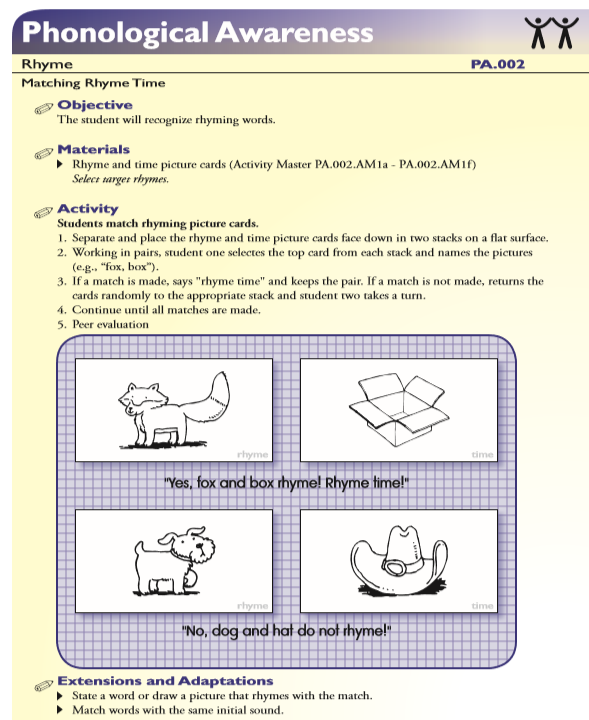 Phonological Awareness
Rhyme PA.002
Matching Rhyme Time
Objective
The student will recognize rhyming words.
Materials
Rhyme and time picture cards (Activity Master PA.002.AM1a - PA.002.AM1f)
Select target rhymes.
Activity
Students match rhyming picture cards.
1. Separate and place the rhyme and time picture cards face down in two stacks on a flat surface.
2. Working in pairs, student one selects the top card from each stack and names the pictures
(e.g., “fox, box”).
3. If a match is made, says "rhyme time" and keeps the pair. If a match is not made, returns the
cards randomly to the appropriate stack and student two takes a turn.
4. Continue until all matches are made.
5. Peer evaluation
rhyme time
"Yes, fox and box rhyme! Rhyme time!"
rhyme time
"No, dog and hat do not rhyme!"
Extensions and Adaptations
State a word or draw a picture that rhymes with the match.
Match words with the same initial sound.